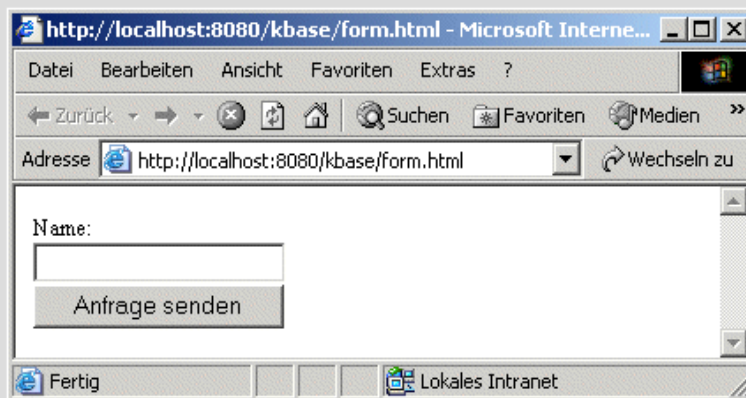 http://localhost:8080/kbase/form.html - Microsoft Interne...
Datei Bearbeiten Ansicht Favoriten Extras ?
Zurück Suchen Favoriten Medien »
Adresse http://localhost:8080/kbase/form.html Wechseln zu
Name:
Anfrage senden
Fertig Lokales Intranet